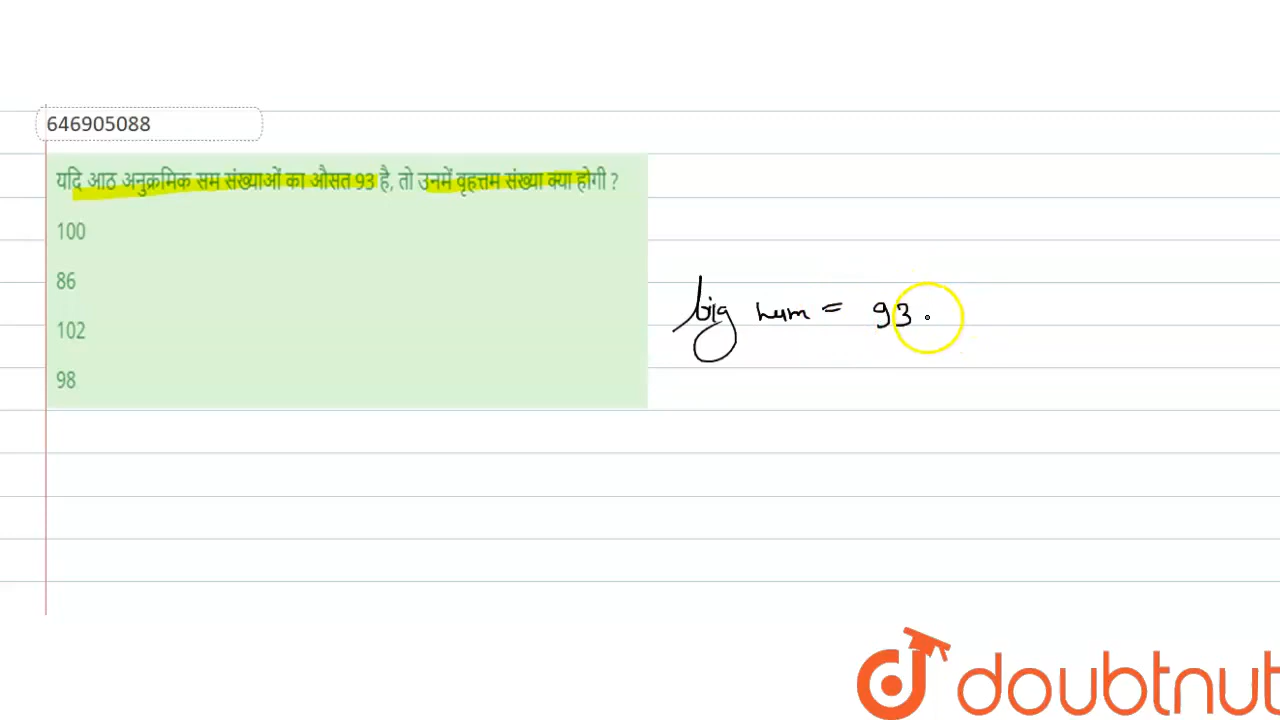 646905088
यदि आठ अनुक्रमिक सम संख्याओं का औसत 93 है, तो उनमें वृहत्तम संख्या क्या होगी ?
100
86
102
98
big num = 93
doubtnut